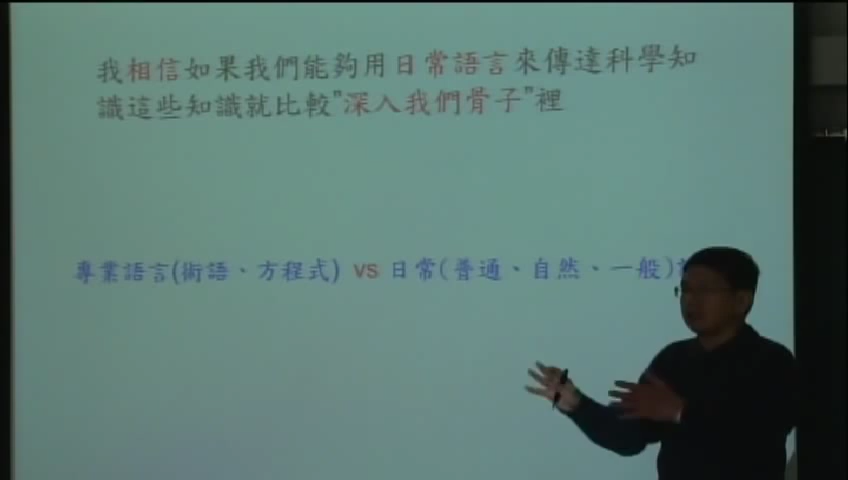 我相信如果我們能夠用日常語言來傳達科學知
識這些知識就比較"深入我們骨子"裡
專業語言(術語、方程式) vs 日常(普通、自然、一般)